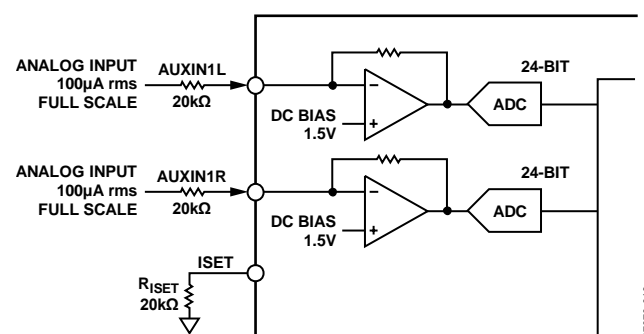 ANALOG INPUT
100µA rms
FULL SCALE
AUXIN1L
20kΩ
DC BIAS
1.5V
−
+
24-BIT
ADC
ANALOG INPUT
100µA rms
FULL SCALE
AUXIN1R
20kΩ
DC BIAS
1.5V
−
+
24-BIT
ADC
ISET
RISET
20kΩ